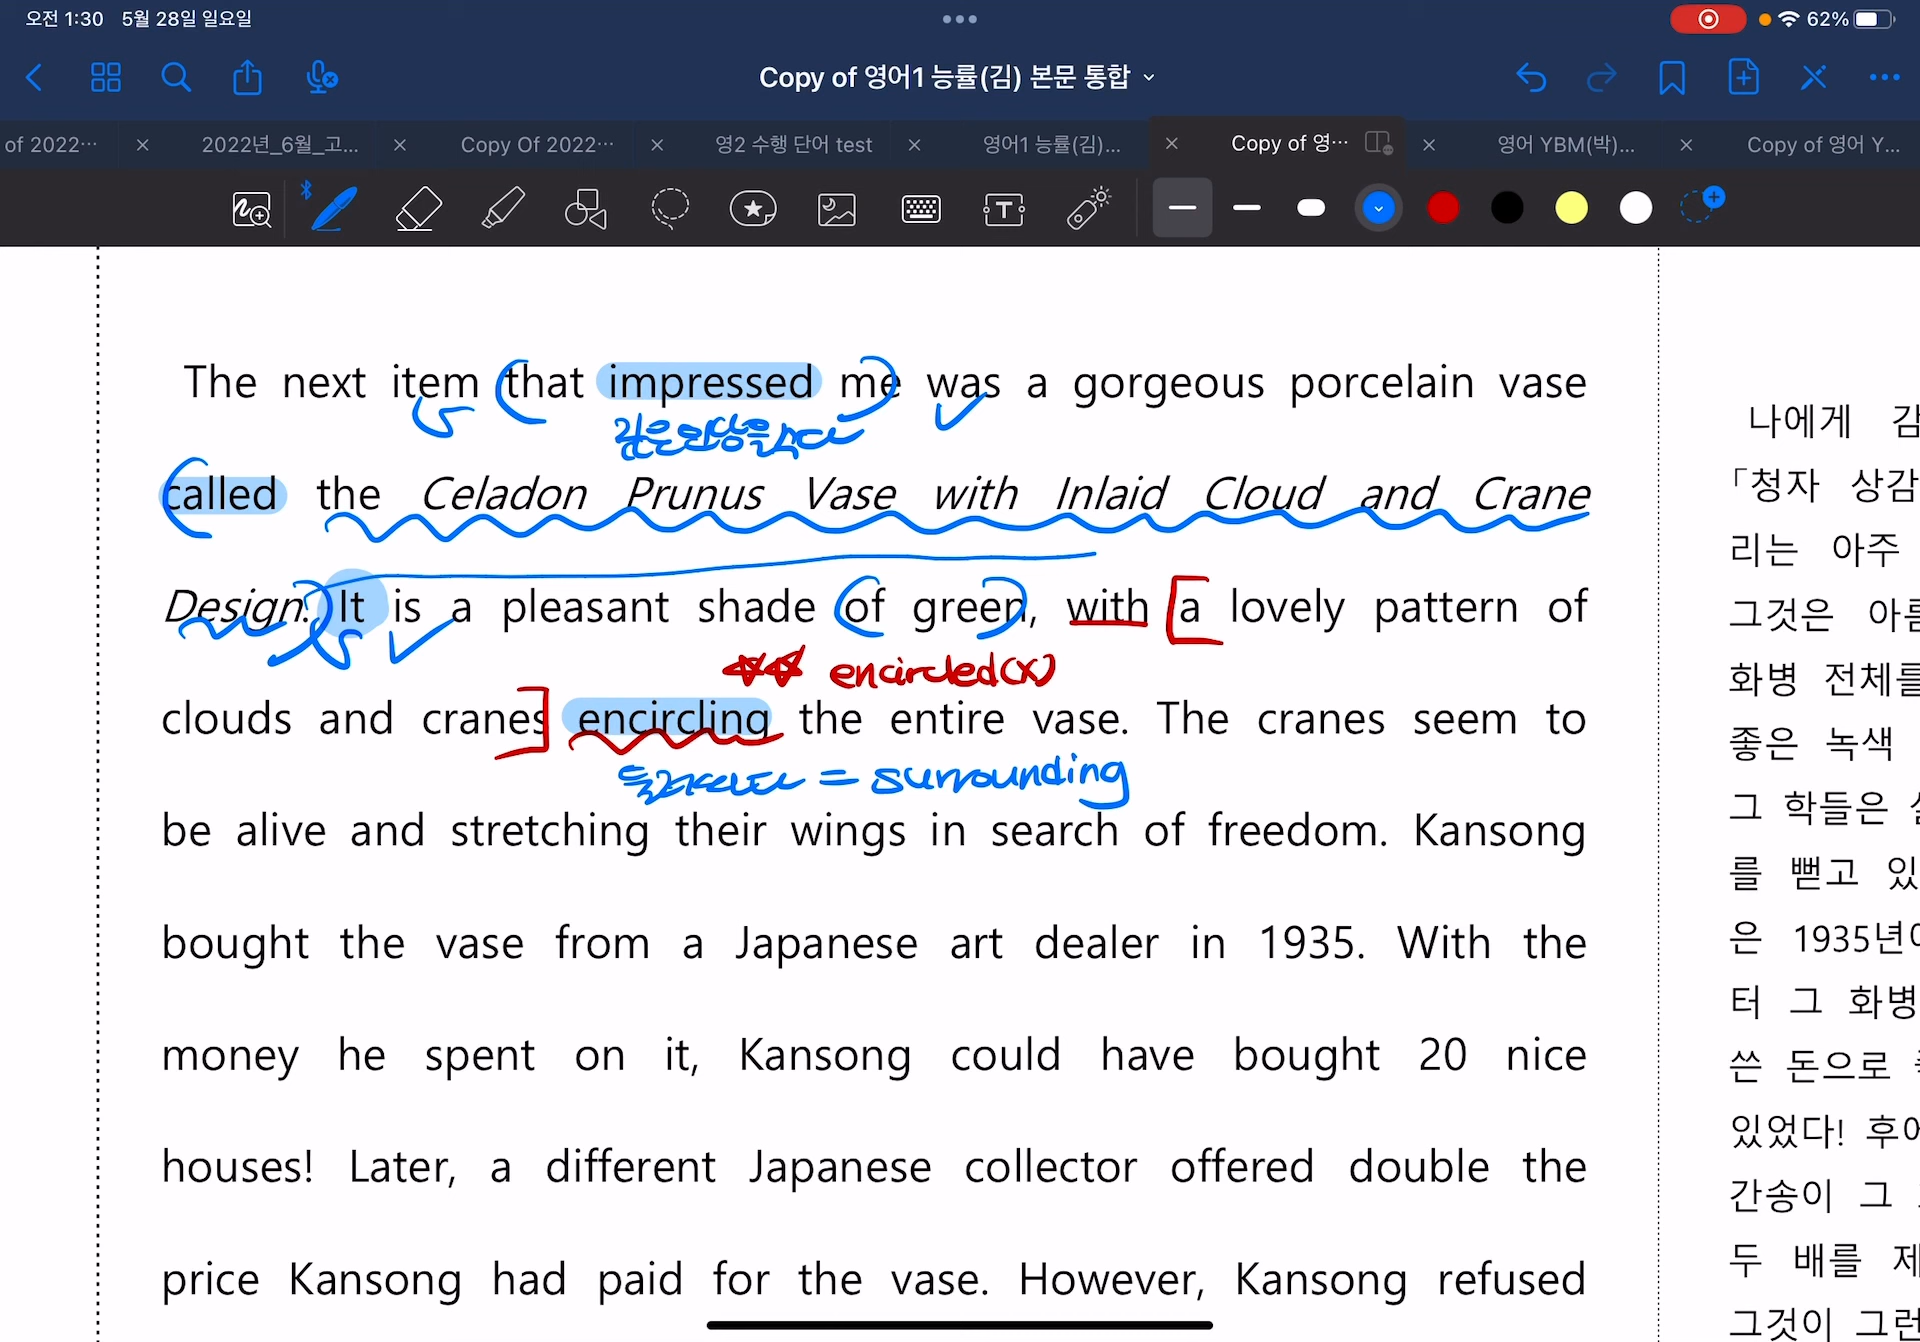 오전 1:30 5월 28일 일요일
62%
Copy of 영어1 능률(김) 본문 통합
of 2022…
2022년_6월_고…
Copy Of 2022…
영2 수행 단어 test
영어1 능률(김)…
Copy of 영…
영어 YBM(박)…
Copy of 영어 Y…
The next item that impressed me was a gorgeous porcelain vase
깊은인상을주다
called the Celadon Prunus Vase with Inlaid Cloud and Crane
Design. It is a pleasant shade of green, with a lovely pattern of
encircled(x)
clouds and cranes encircling the entire vase. The cranes seem to
= surrounding
be alive and stretching their wings in search of freedom. Kansong
bought the vase from a Japanese art dealer in 1935. With the
money he spent on it, Kansong could have bought 20 nice
houses! Later, a different Japanese collector offered double the
price Kansong had paid for the vase. However, Kansong refused
나에게 감
「청자 상감
리는 아주
그것은 아름
화병 전체를
좋은 녹색
그 학들은
를 뻗고 있
은 1935년
터 그 화병
쓴 돈으로
있었다! 후에
간송이 그
두 배를 제
그것이 그런